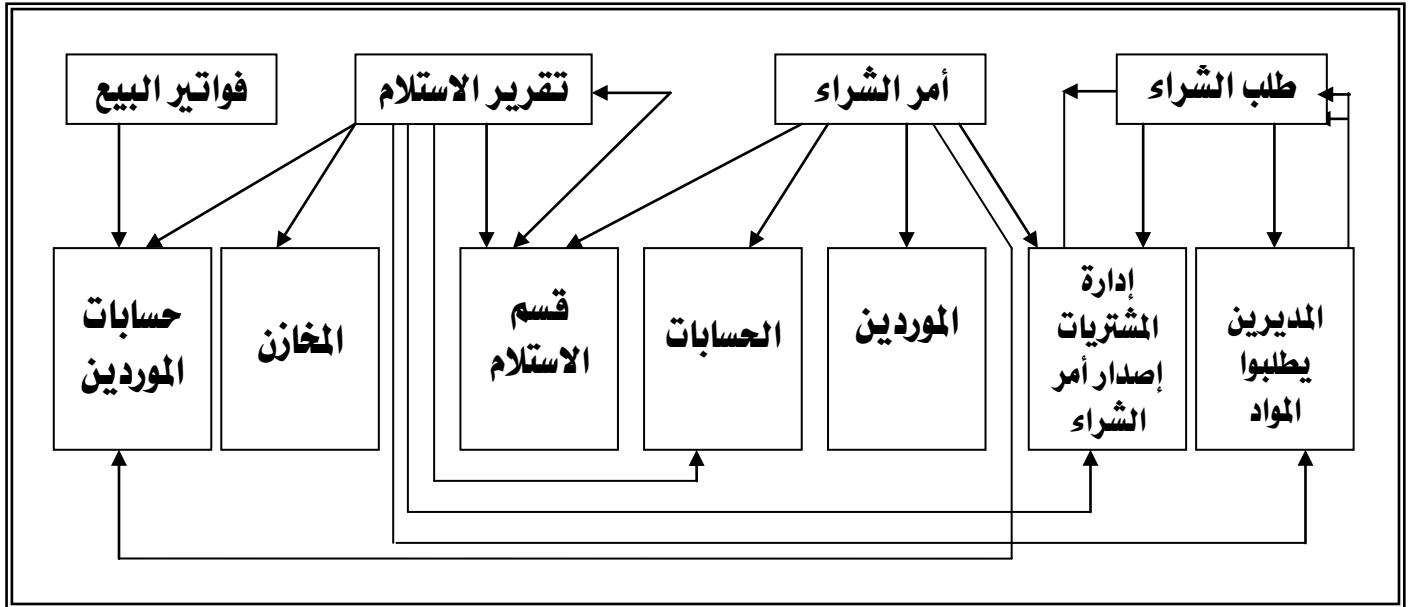 طلب الشراء
أمر الشراء
تقرير الاستلام
فواتير البيع
المديرين
يطلبوا
المواد
إدارة
المشتريات
إصدار أمر
الشراء
الموردين
الحسابات
قسم
الاستلام
المخازن
حسابات
الموردين